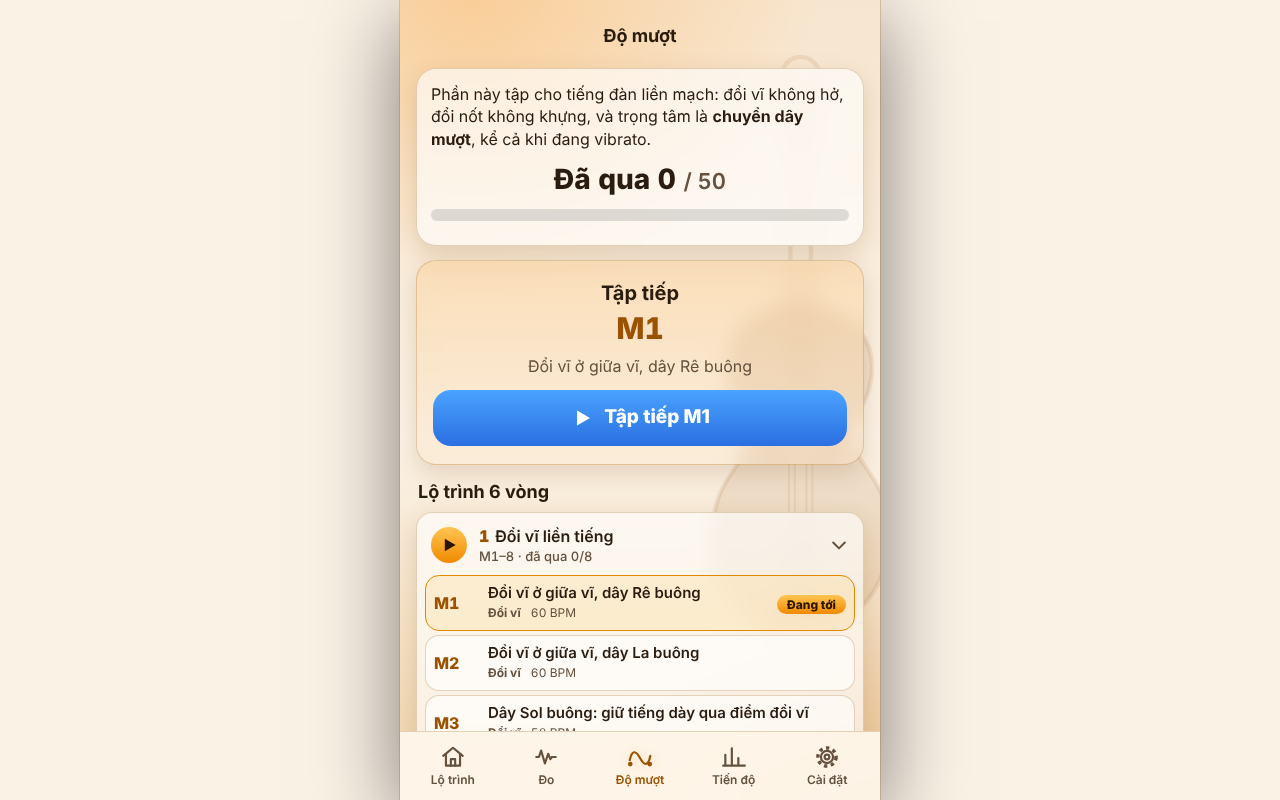 Độ mượt
Phần này tập cho tiếng đàn liền mạch: đổi vĩ không hở,
đổi nốt không khựng, và trọng tâm là chuyển dây
mượt, kể cả khi đang vibrato.
Đã qua 0 / 50
Tập tiếp
M1
Đổi vĩ ở giữa vĩ, dây Rê buông
Tập tiếp M1
Lộ trình 6 vòng
1 Đổi vĩ liền tiếng
M1–8 · đã qua 0/8
M1
Đổi vĩ ở giữa vĩ, dây Rê buông
Đổi vĩ 60 BPM
Đang tới
M2
Đổi vĩ ở giữa vĩ, dây La buông
Đổi vĩ 60 BPM
M3
Dây Sol buông: giữ tiếng dày qua điểm đổi vĩ
Lộ trình
Đo
Độ mượt
Tiến độ
Cài đặt